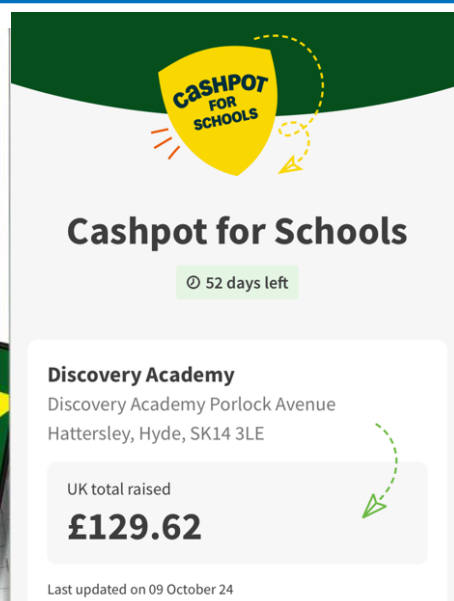 CASHPOT
FOR
SCHOOLS
Cashpot for Schools
52 days left
Discovery Academy
Discovery Academy Porlock Avenue
Hattersley, Hyde, SK14 3LE
UK total raised
£129.62
Last updated on 09 October 24